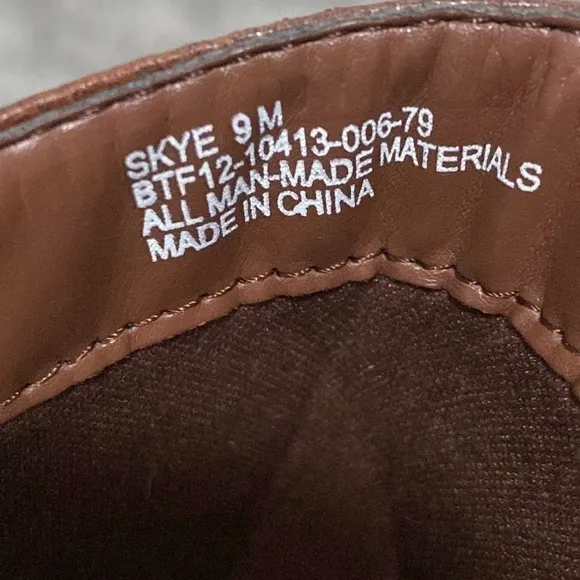 SKYE 9 M
BTF12-10413-006-79
ALL MAN-MADE MATERIALS
MADE IN CHINA